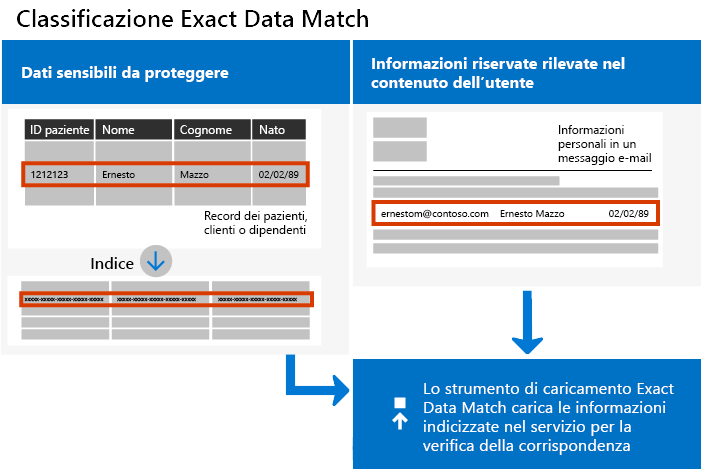 Classificazione Exact Data Match
Dati sensibili da proteggere
ID paziente Nome Cognome Nato
1212123 Ernesto Mazzo 02/02/89
Record dei pazienti,
clienti o dipendenti
Indice
xxxxx-xxxxx-xxxxx-xxxxx-xxxxx xxxxx-xxxxx-xxxxx-xxxxx-xxxxx xxxxx-xxxxx-xxxxx-xxxxx-xxxxx
Informazioni riservate rilevate nel
contenuto dell’utente
Informazioni
personali in un
messaggio e-mail
ernestom@contoso.com Ernesto Mazzo 02/02/89
Lo strumento di caricamento Exact
Data Match carica le informazioni
indicizzate nel servizio per la
verifica della corrispondenza